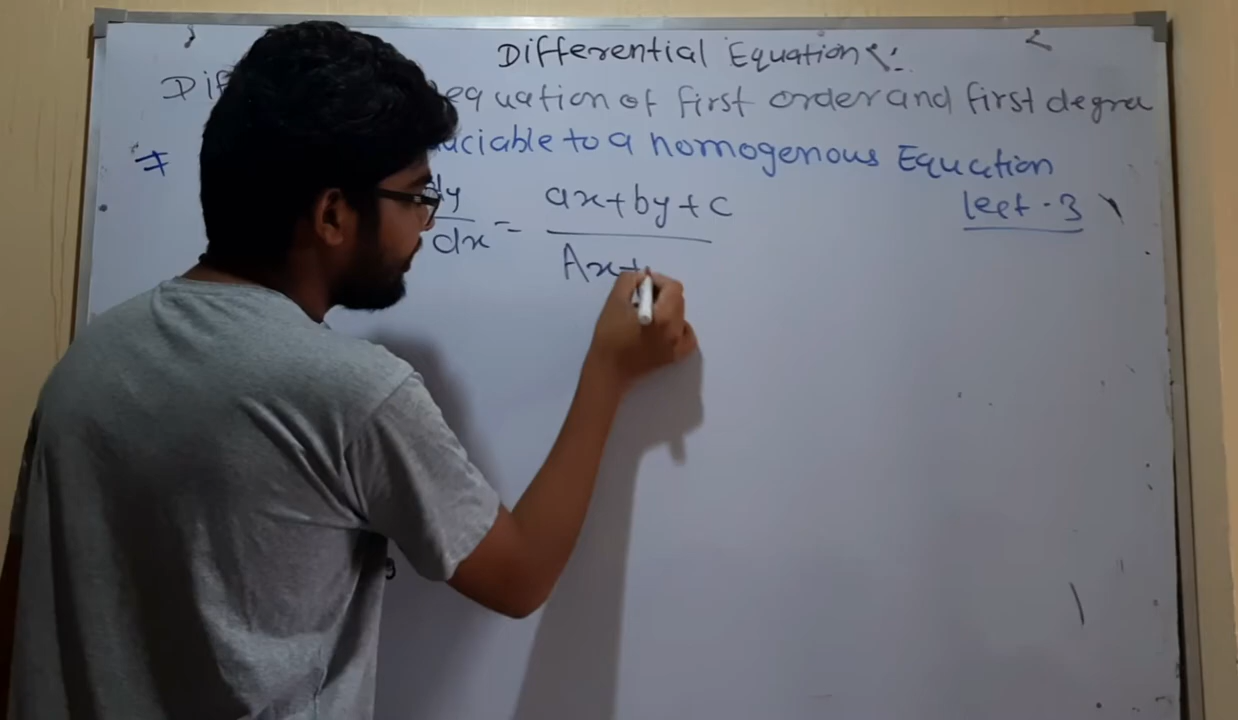 Differential Equation :-
equation of first order and first degree
to a homogenous Equation
dy/dx = ax+by+c
Ax+
lect-3